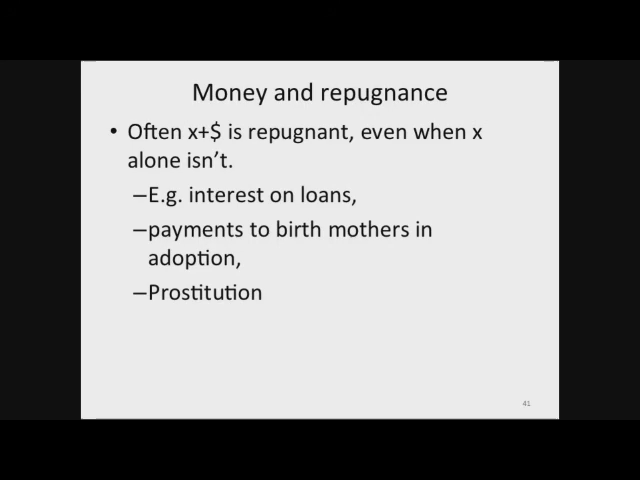 Money and repugnance
• Often x+$ is repugnant, even when x
alone isn't.
–E.g. interest on loans,
–payments to birth mothers in
adoption,
–Prostitution
41